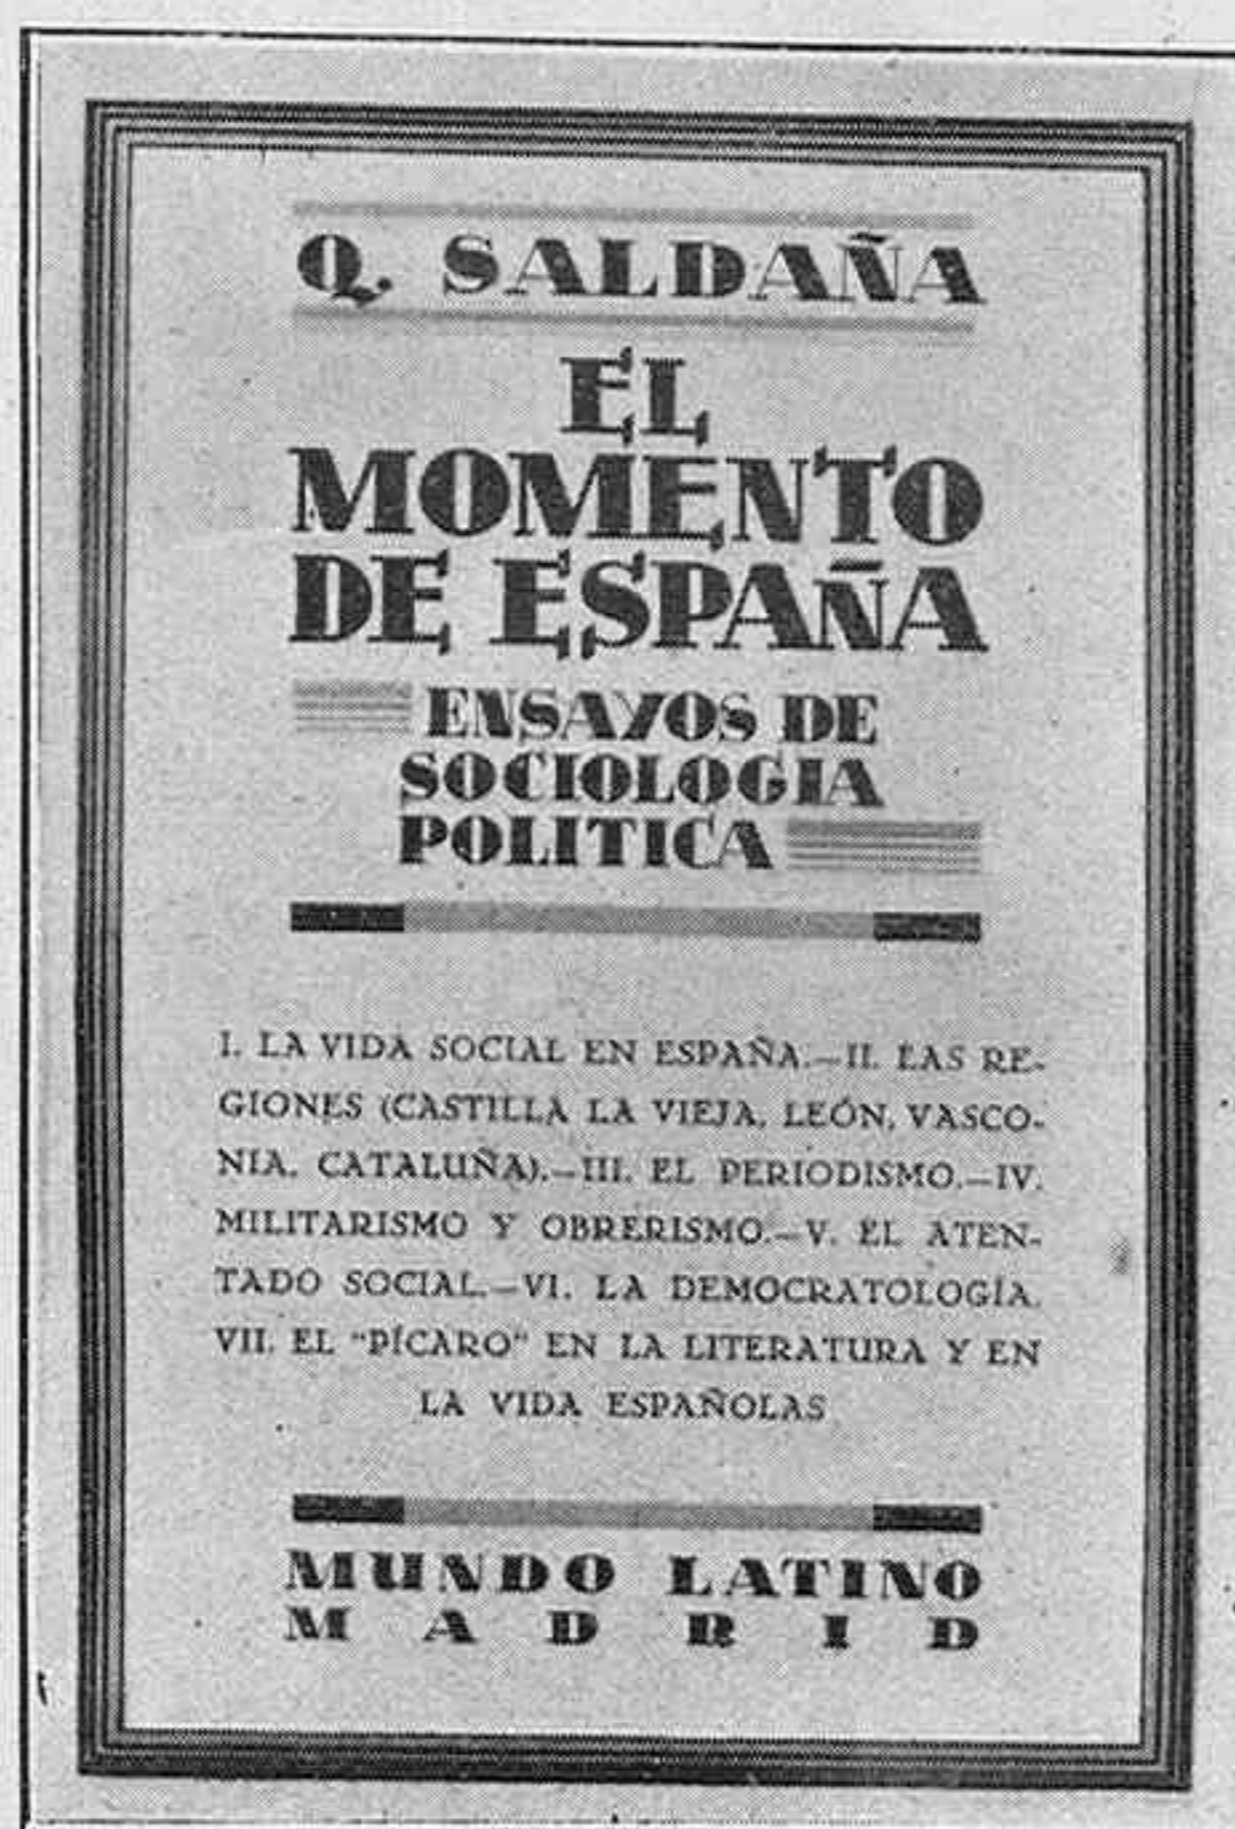 Q. SALDAÑA
EL
MOMENTO
DE ESPAÑA
ENSAYOS DE
SOCIOLOGIA
POLITICA
I. LA VIDA SOCIAL EN ESPAÑA.—II. LAS RE-
GIONES (CASTILLA LA VIEJA, LEÓN, VASCO-
NIA, CATALUÑA).—III. EL PERIODISMO.—IV.
MILITARISMO Y OBRERISMO.—V. EL ATEN-
TADO SOCIAL.—VI. LA DEMOCRATOLOGÍA.
VII. EL "PÍCARO" EN LA LITERATURA Y EN
LA VIDA ESPAÑOLAS
MUNDO LATINO
MADRID